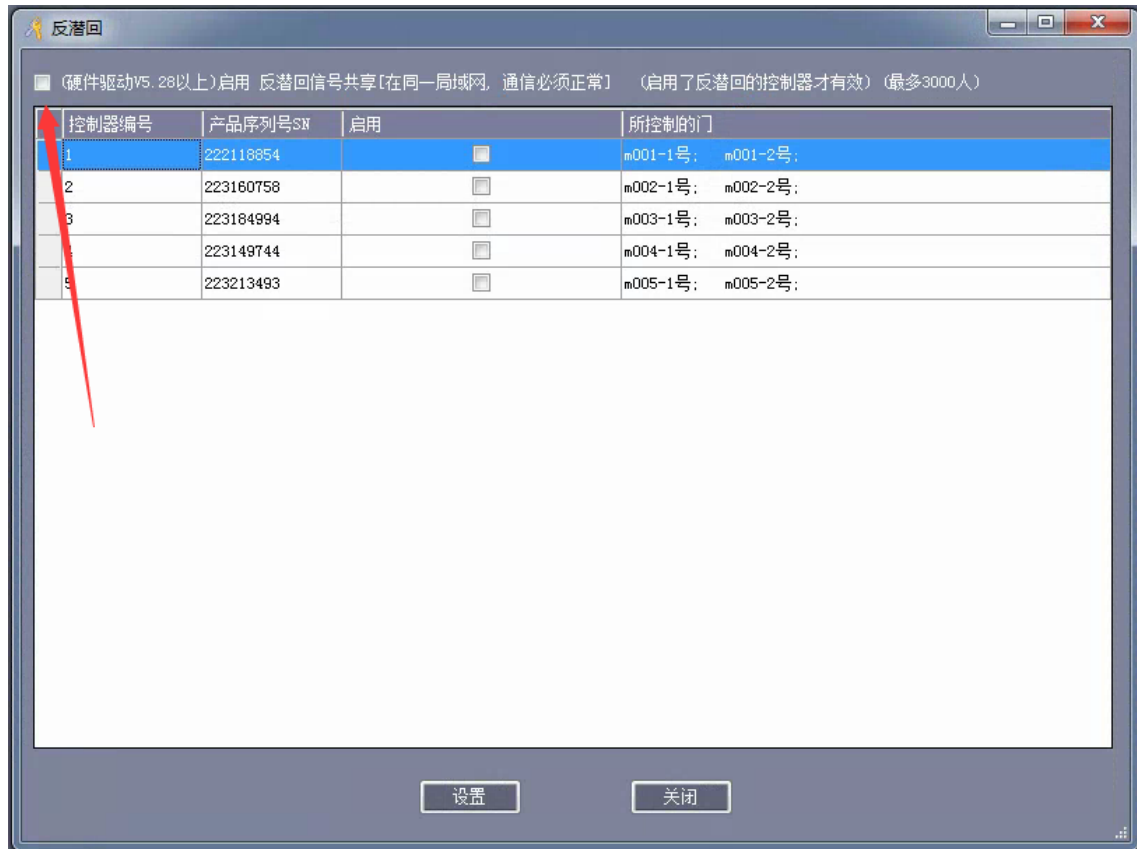 反潜回
(硬件驱动V5.28以上)启用 反潜回信号共享[在同一局域网, 通信必须正常] (启用了反潜回的控制器才有效) (最多3000人)
控制器编号 产品序列号SN 启用 所控制的门
1 222118854 m001-1号; m001-2号;
2 223160758 m002-1号; m002-2号;
3 223184994 m003-1号; m003-2号;
4 223149744 m004-1号; m004-2号;
5 223213493 m005-1号; m005-2号;
设置 关闭